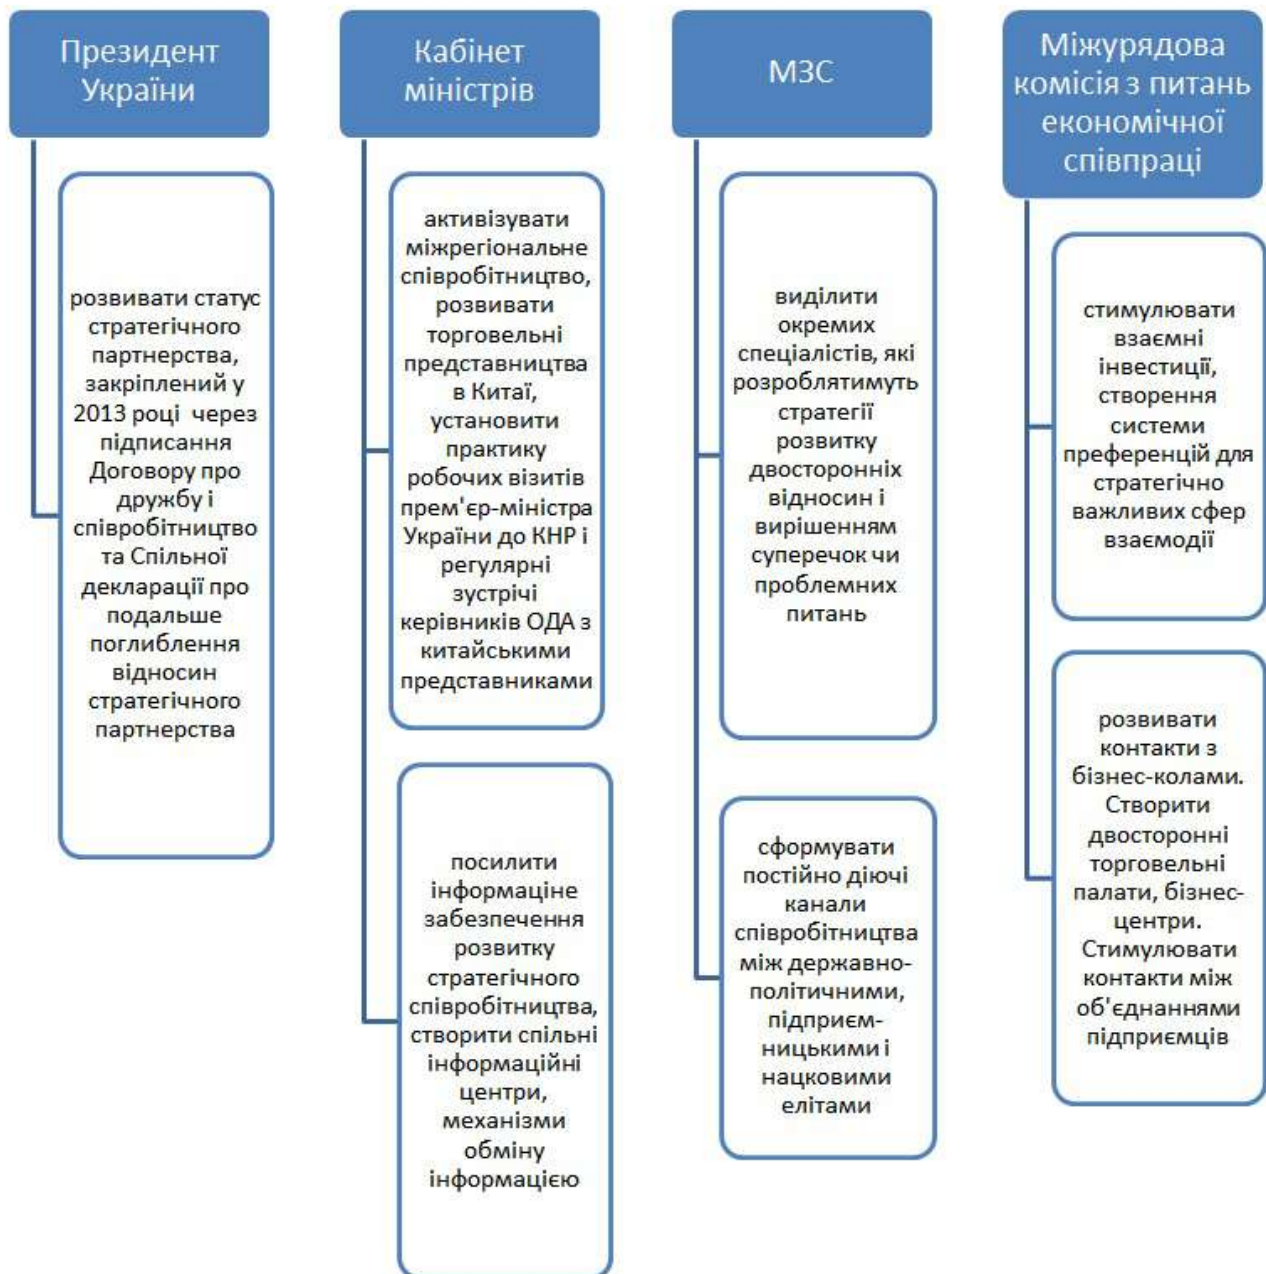 Президент
України
розвивати статус
стратегічного
партнерства,
закріплений у
2013 році через
підписання
Договору про
дружбу і
співробітництво
та Спільної
декларації про
подальше
поглиблення
відносин
стратегічного
партнерства
Кабінет
міністрів
активізувати
міжрегіональне
співробітництво,
розвивати
торговельні
представництва
в Китаї,
установити
практику
робочих візитів
прем'єр-міністра
України до КНР і
регулярні
зустрічі
керівників ОДА з
китайськими
представниками
посилити
інформаціне
забезпечення
розвитку
стратегічного
співробітництва,
створити спільні
інформаційні
центри,
механізми
обміну
інформацією
МЗС
виділити
окремих
спеціалістів, які
розроблятимуть
стратегії
розвитку
двосторонніх
відносин і
вирішенням
суперечок чи
проблемних
питань
сформувати
постійно діючі
канали
співробітництва
між державно-
політичними,
підприєм-
ницькими і
нацковими
елітами
Міжурядова
комісія з питань
економічної
співпраці
стимулювати
взаємні
інвестиції,
створення
системи
преференцій для
стратегічно
важливих сфер
взаємодії
розвивати
контакти з
бізнес-колами.
Створити
двосторонні
торговельні
палати, бізнес-
центри.
Стимулювати
контакти між
об'єднаннями
підприємців